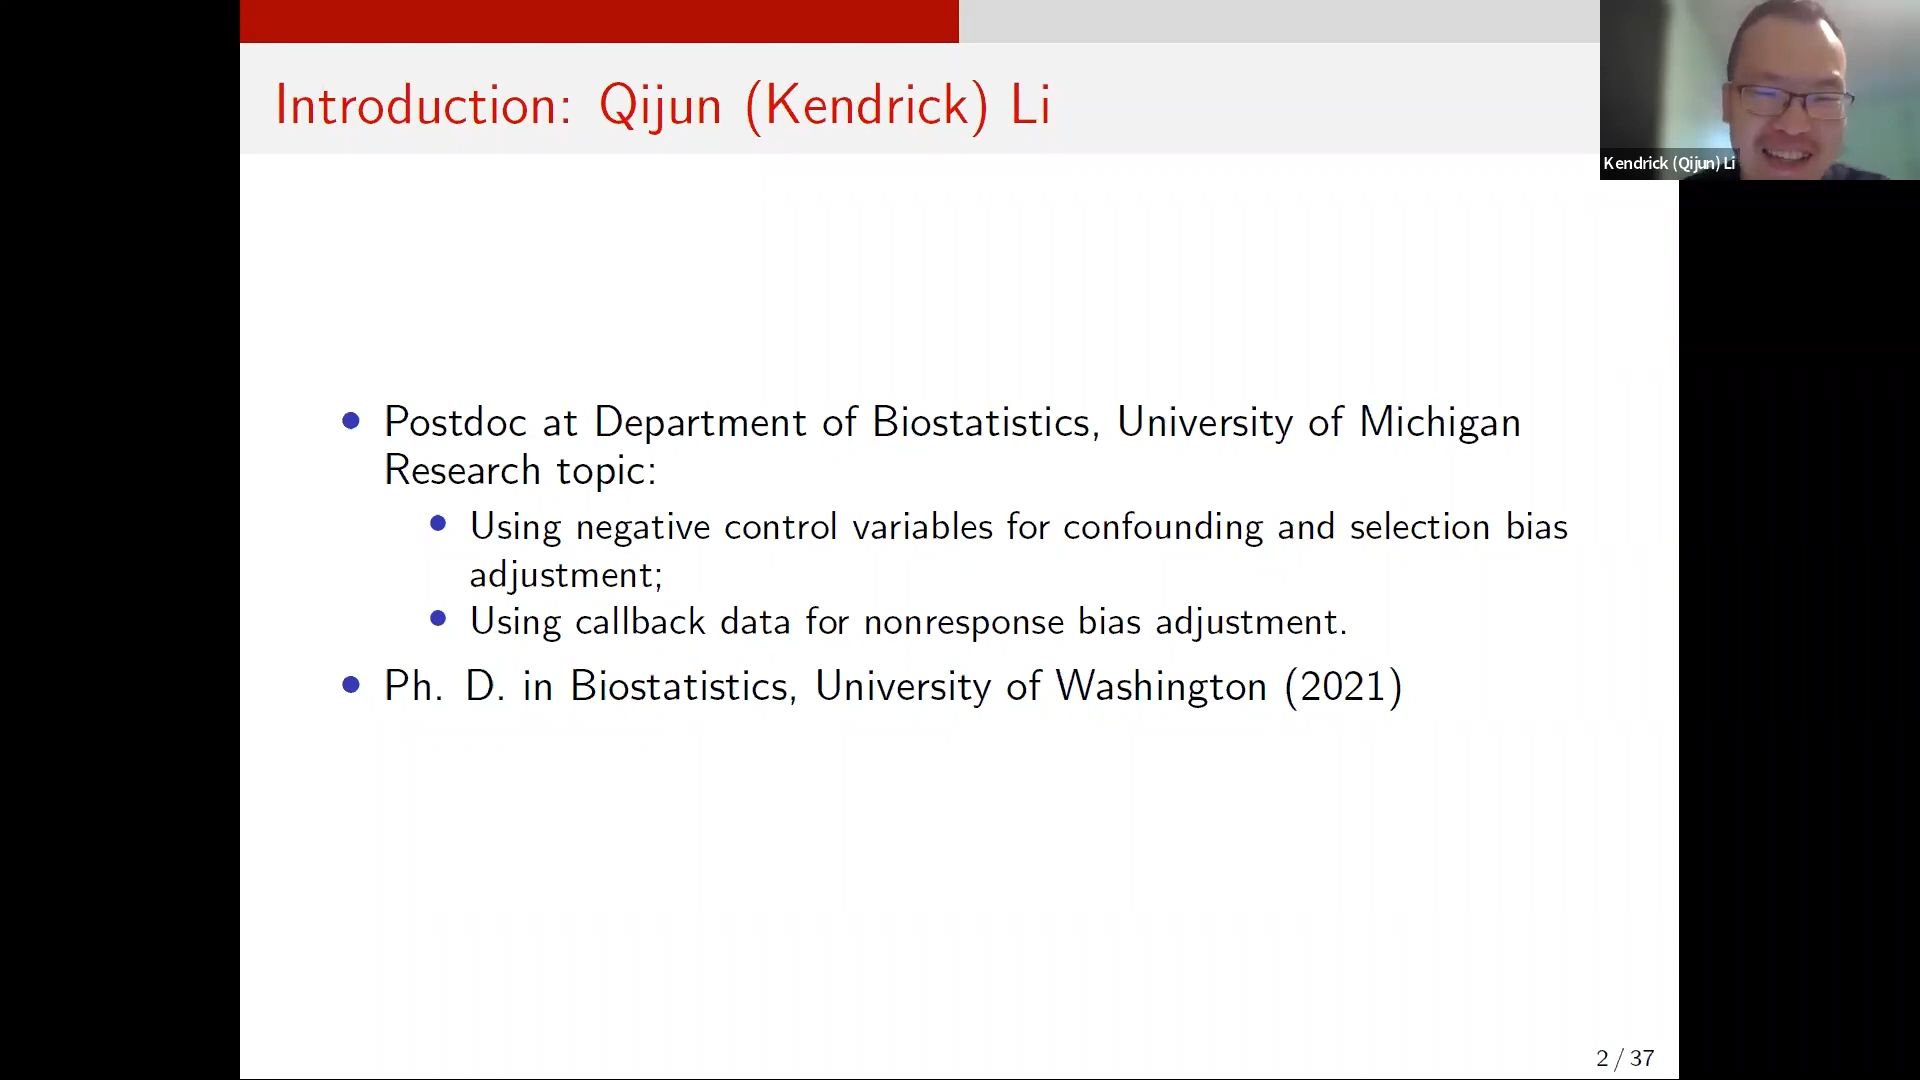 Introduction: Qijun (Kendrick) Li
Kendrick (Qijun) Li
Postdoc at Department of Biostatistics, University of Michigan
Research topic:
Using negative control variables for confounding and selection bias
adjustment;
Using callback data for nonresponse bias adjustment.
Ph. D. in Biostatistics, University of Washington (2021)
2 / 37